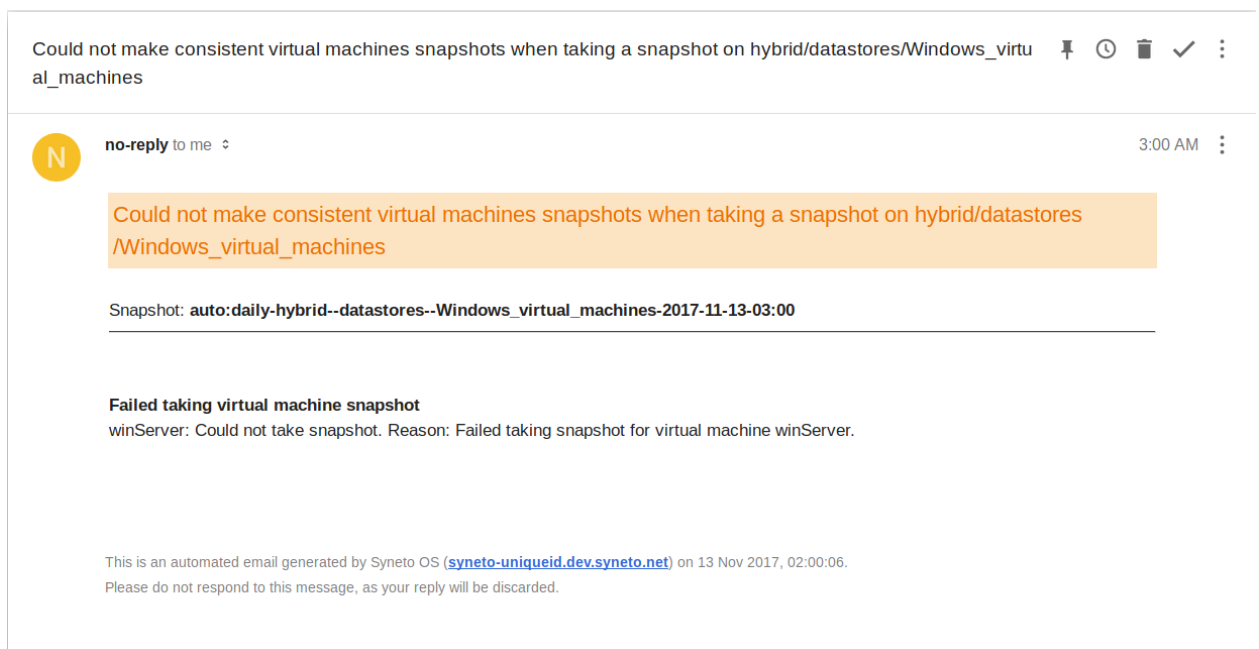 Could not make consistent virtual machines snapshots when taking a snapshot on hybrid/datastores/Windows_virtu
al_machines
N
no-reply to me
3:00 AM
Could not make consistent virtual machines snapshots when taking a snapshot on hybrid/datastores
/Windows_virtual_machines
Snapshot: auto:daily-hybrid--datastores--Windows_virtual_machines-2017-11-13-03:00
Failed taking virtual machine snapshot
winServer: Could not take snapshot. Reason: Failed taking snapshot for virtual machine winServer.
This is an automated email generated by Syneto OS (syneto-uniqueid.dev.syneto.net) on 13 Nov 2017, 02:00:06.
Please do not respond to this message, as your reply will be discarded.